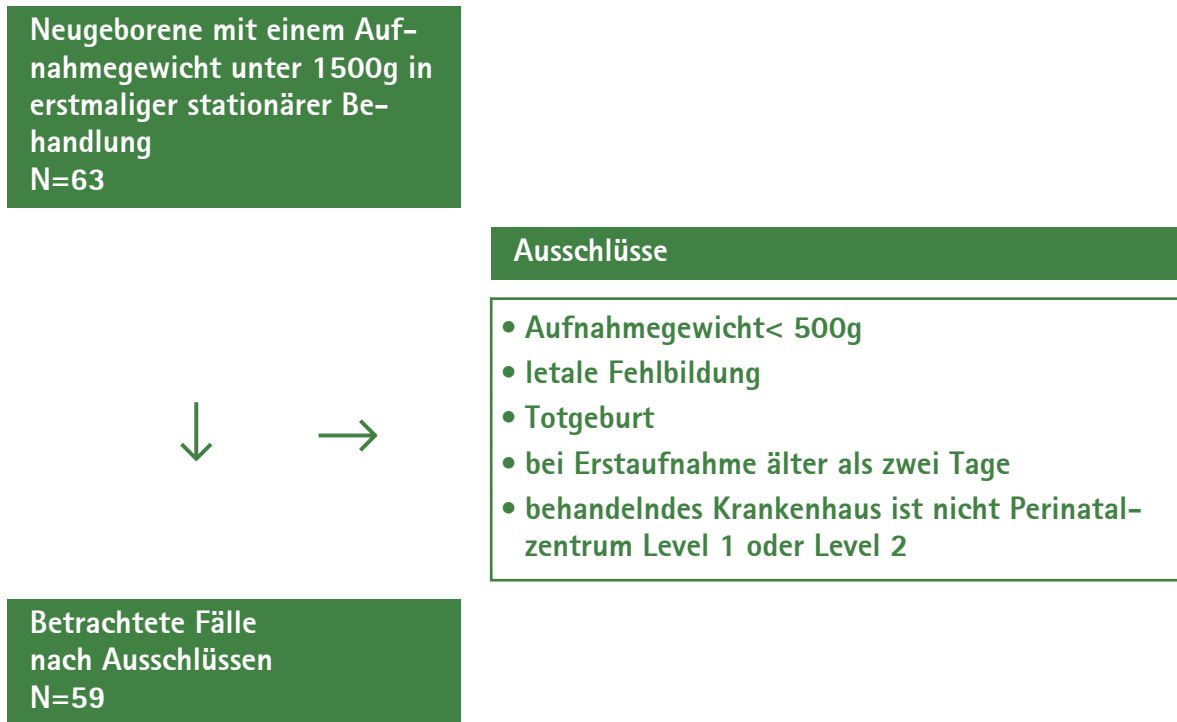 Neugeborene mit einem Auf-
nahmegewicht unter 1500g in
erstmaliger stationärer Be-
handlung
N=63
Ausschlüsse
• Aufnahmegewicht< 500g
• letale Fehlbildung
• Totgeburt
• bei Erstaufnahme älter als zwei Tage
• behandelndes Krankenhaus ist nicht Perinatal-
zentrum Level 1 oder Level 2
Betrachtete Fälle
nach Ausschlüssen
N=59